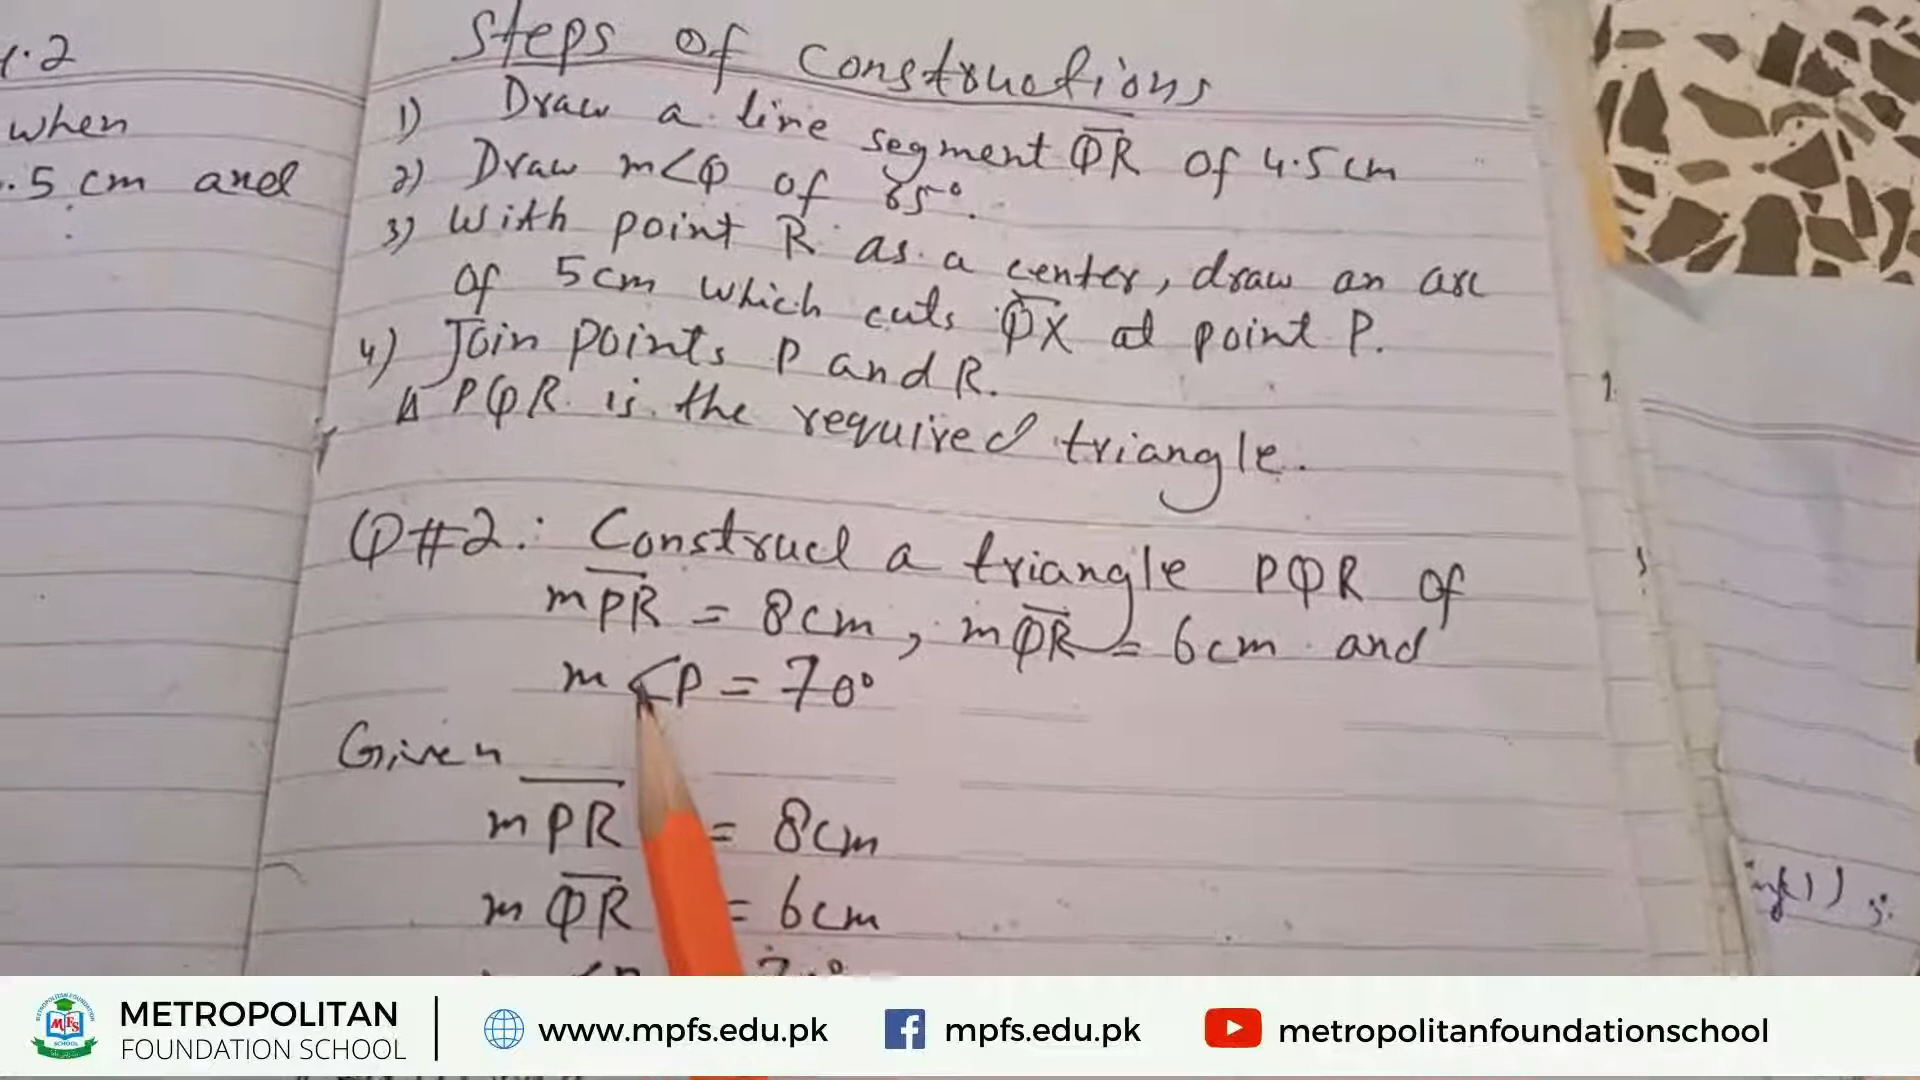 1.2
when
.5 cm and
Steps of Constructions
1) Draw a line segment QR of 4.5cm
2) Draw m<Q of 65°.
3) With point R as a center, draw an arc
of 5cm which cuts QX at point P.
4) Join points P and R.
Δ PQR is the required triangle.
Q#2: Construct a triangle PQR of
mPR = 8cm, mQR = 6cm and
m<P = 70°
Given
mPR = 8cm
mQR = 6cm
METROPOLITAN
FOUNDATION SCHOOL
www.mpfs.edu.pk
mpfs.edu.pk
metropolitanfoundationschool